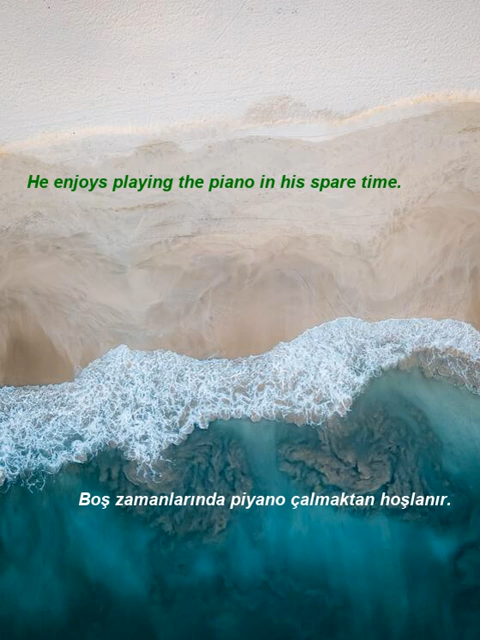 He enjoys playing the piano in his spare time.
Boş zamanlarında piyano çalmaktan hoşlanır.